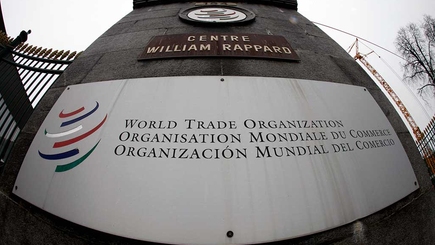 CENTRE
WILLIAM RAPPARD
WORLD TRADE ORGANIZATION
ORGANISATION MONDIALE DU COMMERCE
ORGANIZACIÓN MUNDIAL DEL COMERCIO